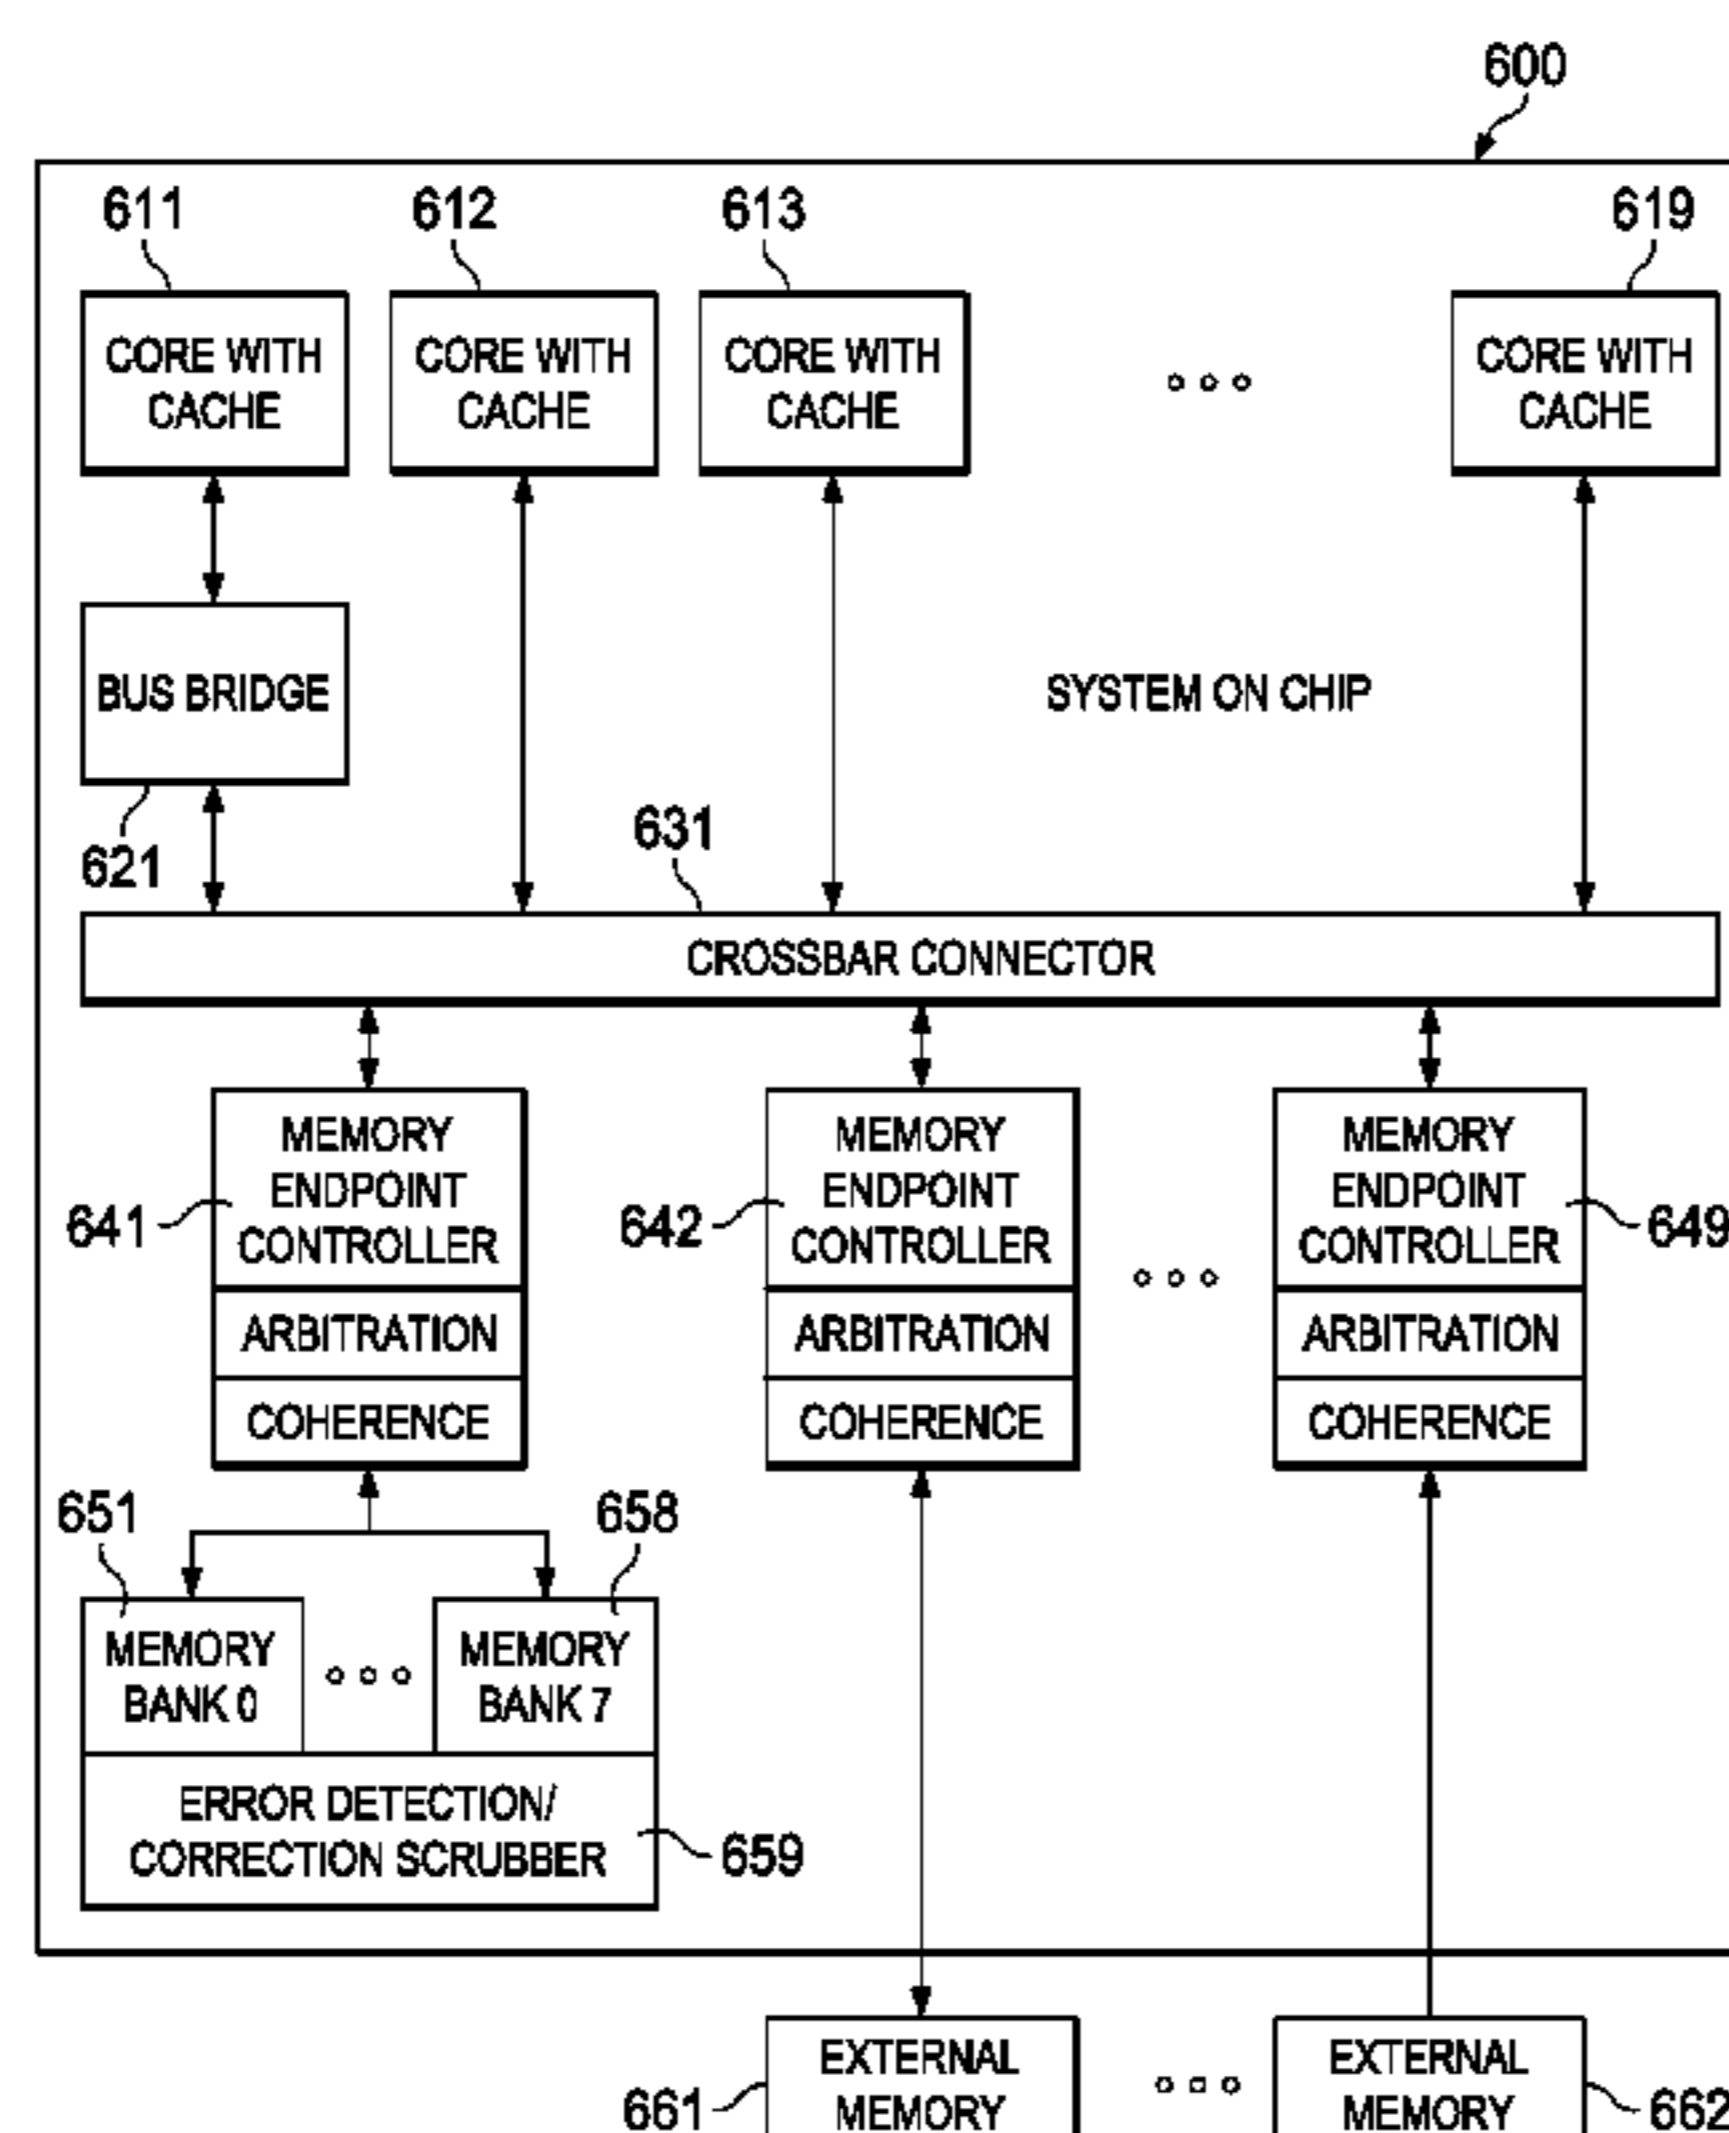 600
611
612
613
619
CORE WITH
CACHE
CORE WITH
CACHE
CORE WITH
CACHE
CORE WITH
CACHE
BUS BRIDGE
SYSTEM ON CHIP
621
631
CROSSBAR CONNECTOR
641
MEMORY
ENDPOINT
CONTROLLER
ARBITRATION
COHERENCE
642
MEMORY
ENDPOINT
CONTROLLER
ARBITRATION
COHERENCE
MEMORY
ENDPOINT
CONTROLLER
ARBITRATION
COHERENCE
649
651
658
MEMORY
BANK 0
MEMORY
BANK 7
ERROR DETECTION/
CORRECTION SCRUBBER
659
661
EXTERNAL
MEMORY
EXTERNAL
MEMORY
662